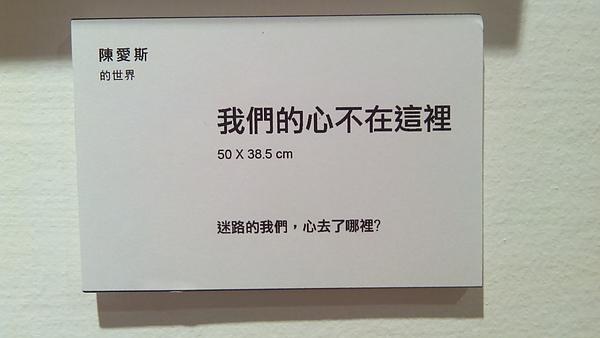 陳愛斯
的世界
我們的心不在這裡
50 X 38.5 cm
迷路的我們，心去了哪裡?